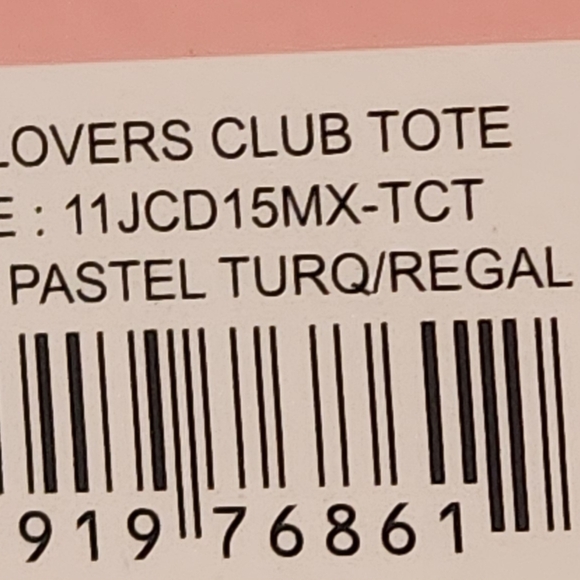 LOVERS CLUB TOTE
E : 11JCD15MX-TCT
PASTEL TURQ/REGAL
919 76861